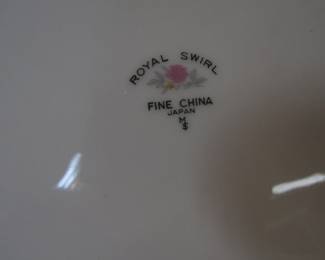 ROYAL SWIRL
FINE CHINA
JAPAN
M
$